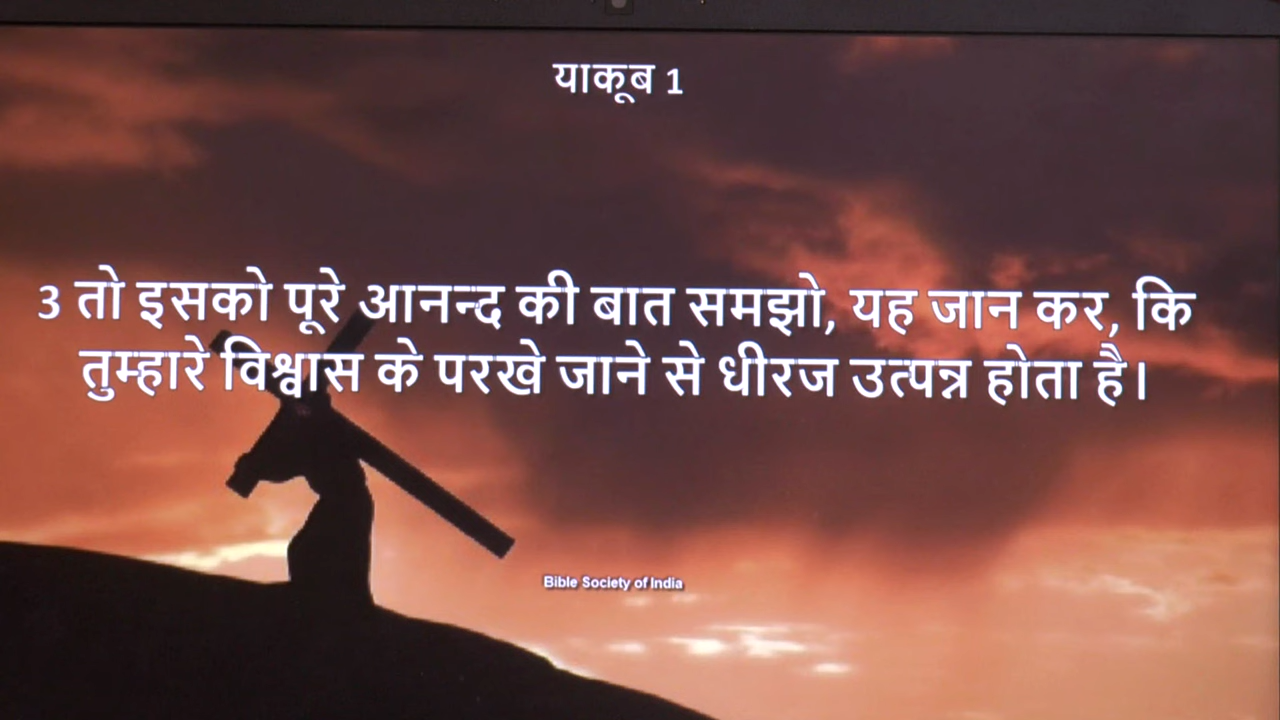 याकूब 1
3 तो इसको पूरे आनन्द की बात समझो, यह जान कर, कि
तुम्हारे विश्वास के परखे जाने से धीरज उत्पन्न होता है।
Bible Society of India